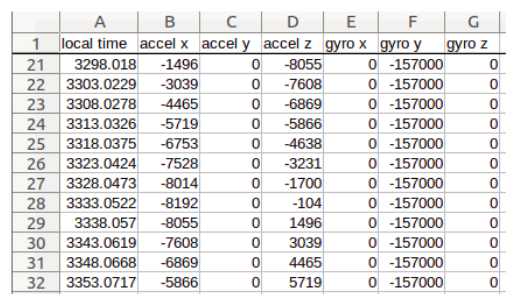 A B C D E F G
1 local time accel x accel y accel z gyro x gyro y gyro z
21 3298.018 -1496 0 -8055 0 -157000 0
22 3303.0229 -3039 0 -7608 0 -157000 0
23 3308.0278 -4465 0 -6869 0 -157000 0
24 3313.0326 -5719 0 -5866 0 -157000 0
25 3318.0375 -6753 0 -4638 0 -157000 0
26 3323.0424 -7528 0 -3231 0 -157000 0
27 3328.0473 -8014 0 -1700 0 -157000 0
28 3333.0522 -8192 0 -104 0 -157000 0
29 3338.057 -8055 0 1496 0 -157000 0
30 3343.0619 -7608 0 3039 0 -157000 0
31 3348.0668 -6869 0 4465 0 -157000 0
32 3353.0717 -5866 0 5719 0 -157000 0